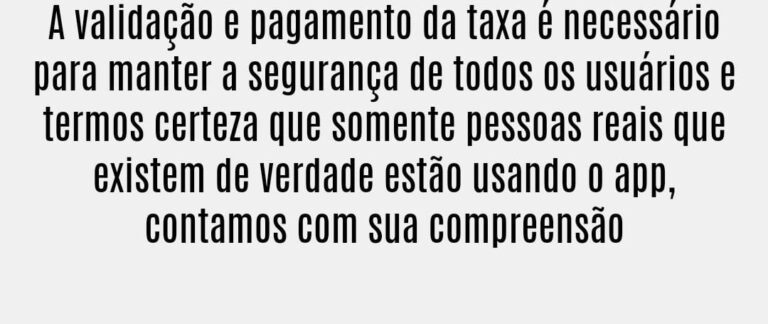 A validação e pagamento da taxa é necessário
para manter a segurança de todos os usuários e
termos certeza que somente pessoas reais que
existem de verdade estão usando o app,
contamos com sua compreensão